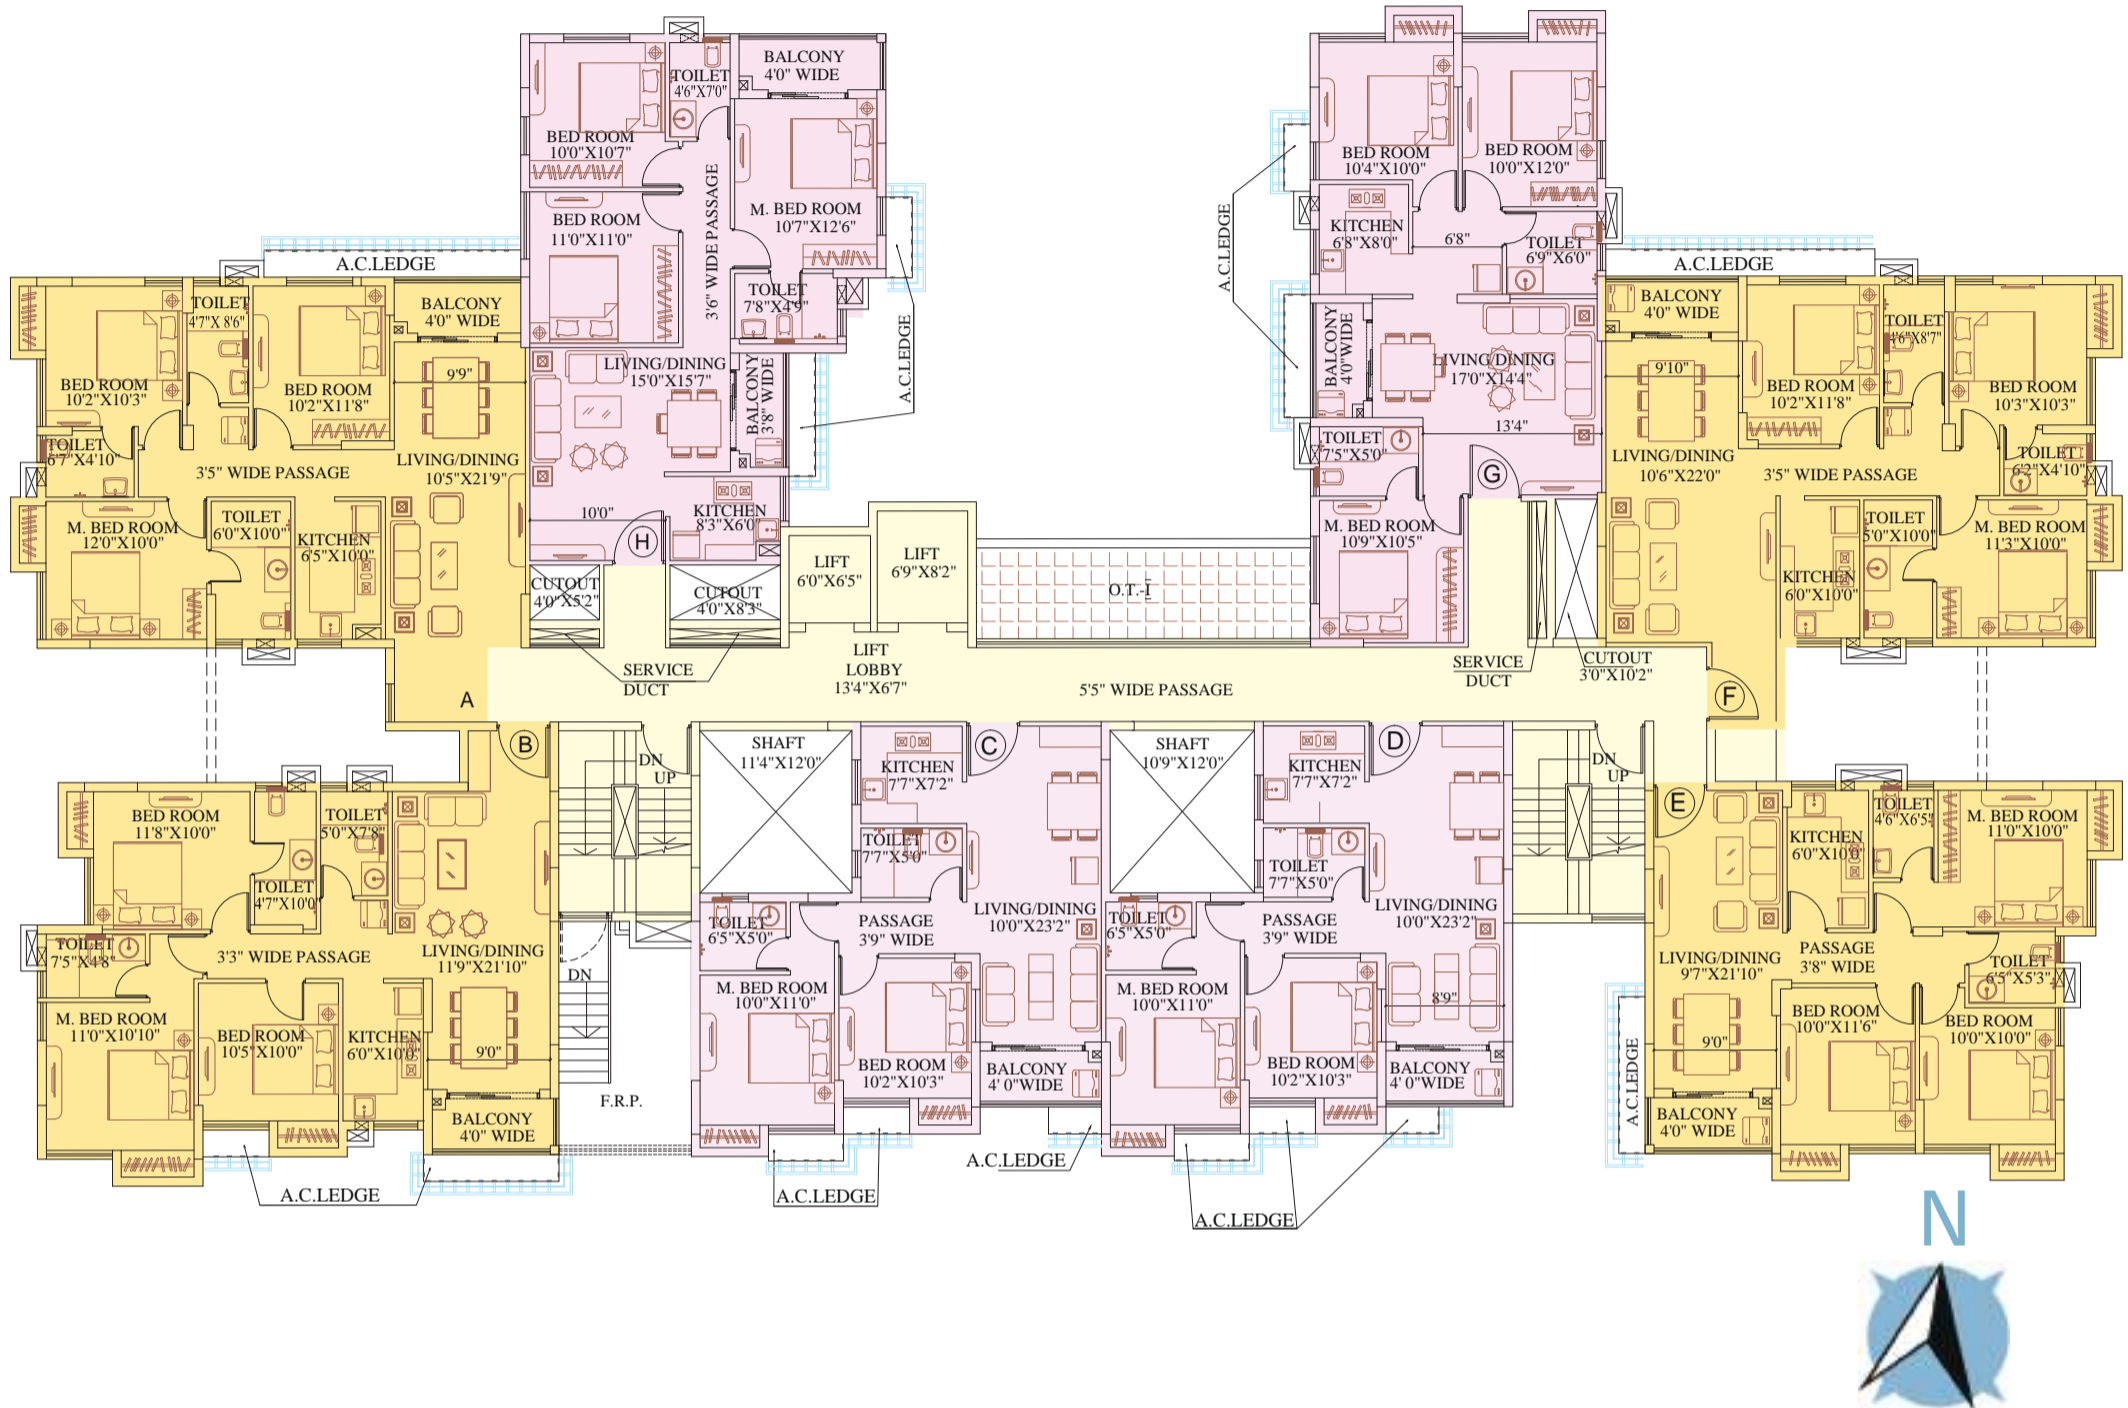 BALCONY
4'0" WIDE
TOILET
4'6"X7'0"
BED ROOM
10'0"X10'7"
3'6" WIDE PASSAGE
M. BED ROOM
10'7"X12'6"
BED ROOM
11'0"X11'0"
TOILET
7'8"X4'9"
A.C.LEDGE
LIVING/DINING
15'0"X15'7"
BALCONY
3'8" WIDE
10'0"
KITCHEN
8'3"X6'0"
H
CUTOUT
4'0"X5'2"
CUTOUT
4'0"X8'3"
SERVICE
DUCT
BED ROOM
10'4"X10'0"
BED ROOM
10'0"X12'0"
A.C.LEDGE
KITCHEN
6'8"X8'0"
6'8"
TOILET
6'9"X6'0"
BALCONY
4'0"WIDE
LIVING/DINING
17'0"X14'4"
13'4"
TOILET
7'5"X5'0"
G
M. BED ROOM
10'9"X10'5"
SERVICE
DUCT
CUTOUT
3'0"X10'2"
A.C.LEDGE
TOILET
4'7"X 8'6"
BALCONY
4'0" WIDE
BED ROOM
10'2"X10'3"
BED ROOM
10'2"X11'8"
9'9"
TOILET
6'7"X4'10"
3'5" WIDE PASSAGE
LIVING/DINING
10'5"X21'9"
M. BED ROOM
12'0"X10'0"
TOILET
6'0"X10'0"
KITCHEN
6'5"X10'0"
A
A.C.LEDGE
BALCONY
4'0" WIDE
TOILET
4'6"X8'7"
9'10"
BED ROOM
10'2"X11'8"
BED ROOM
10'3"X10'3"
LIVING/DINING
10'6"X22'0"
3'5" WIDE PASSAGE
TOILET
6'2"X4'10"
TOILET
5'0"X10'0"
M. BED ROOM
11'3"X10'0"
KITCHEN
6'0"X10'0"
F
LIFT
6'0"X6'5"
LIFT
6'9"X8'2"
O.T.-I
LIFT
LOBBY
13'4"X6'7"
5'5" WIDE PASSAGE
B
BED ROOM
11'8"X10'0"
TOILET
5'0"X7'8"
TOILET
4'7"X10'0"
TOILET
7'5"X4'8"
3'3" WIDE PASSAGE
LIVING/DINING
11'9"X21'10"
M. BED ROOM
11'0"X10'10"
BED ROOM
10'5"X10'0"
KITCHEN
6'0"X10'0"
9'0"
BALCONY
4'0" WIDE
A.C.LEDGE
DN
UP
DN
F.R.P.
SHAFT
11'4"X12'0"
C
KITCHEN
7'7"X7'2"
TOILET
7'7"X5'0"
TOILET
6'5"X5'0"
PASSAGE
3'9" WIDE
LIVING/DINING
10'0"X23'2"
M. BED ROOM
10'0"X11'0"
BED ROOM
10'2"X10'3"
BALCONY
4' 0"WIDE
A.C.LEDGE
A.C.LEDGE
SHAFT
10'9"X12'0"
D
KITCHEN
7'7"X7'2"
TOILET
7'7"X5'0"
TOILET
6'5"X5'0"
PASSAGE
3'9" WIDE
LIVING/DINING
10'0"X23'2"
M. BED ROOM
10'0"X11'0"
8'9"
BED ROOM
10'2"X10'3"
BALCONY
4' 0"WIDE
A.C.LEDGE
DN
UP
E
KITCHEN
6'0"X10'0"
TOILET
4'6"X6'5"
M. BED ROOM
11'0"X10'0"
LIVING/DINING
9'7"X21'10"
PASSAGE
3'8" WIDE
TOILET
6'5"X5'3"
BED ROOM
10'0"X11'6"
BED ROOM
10'0"X10'0"
9'0"
A.C.LEDGE
BALCONY
4'0" WIDE
N